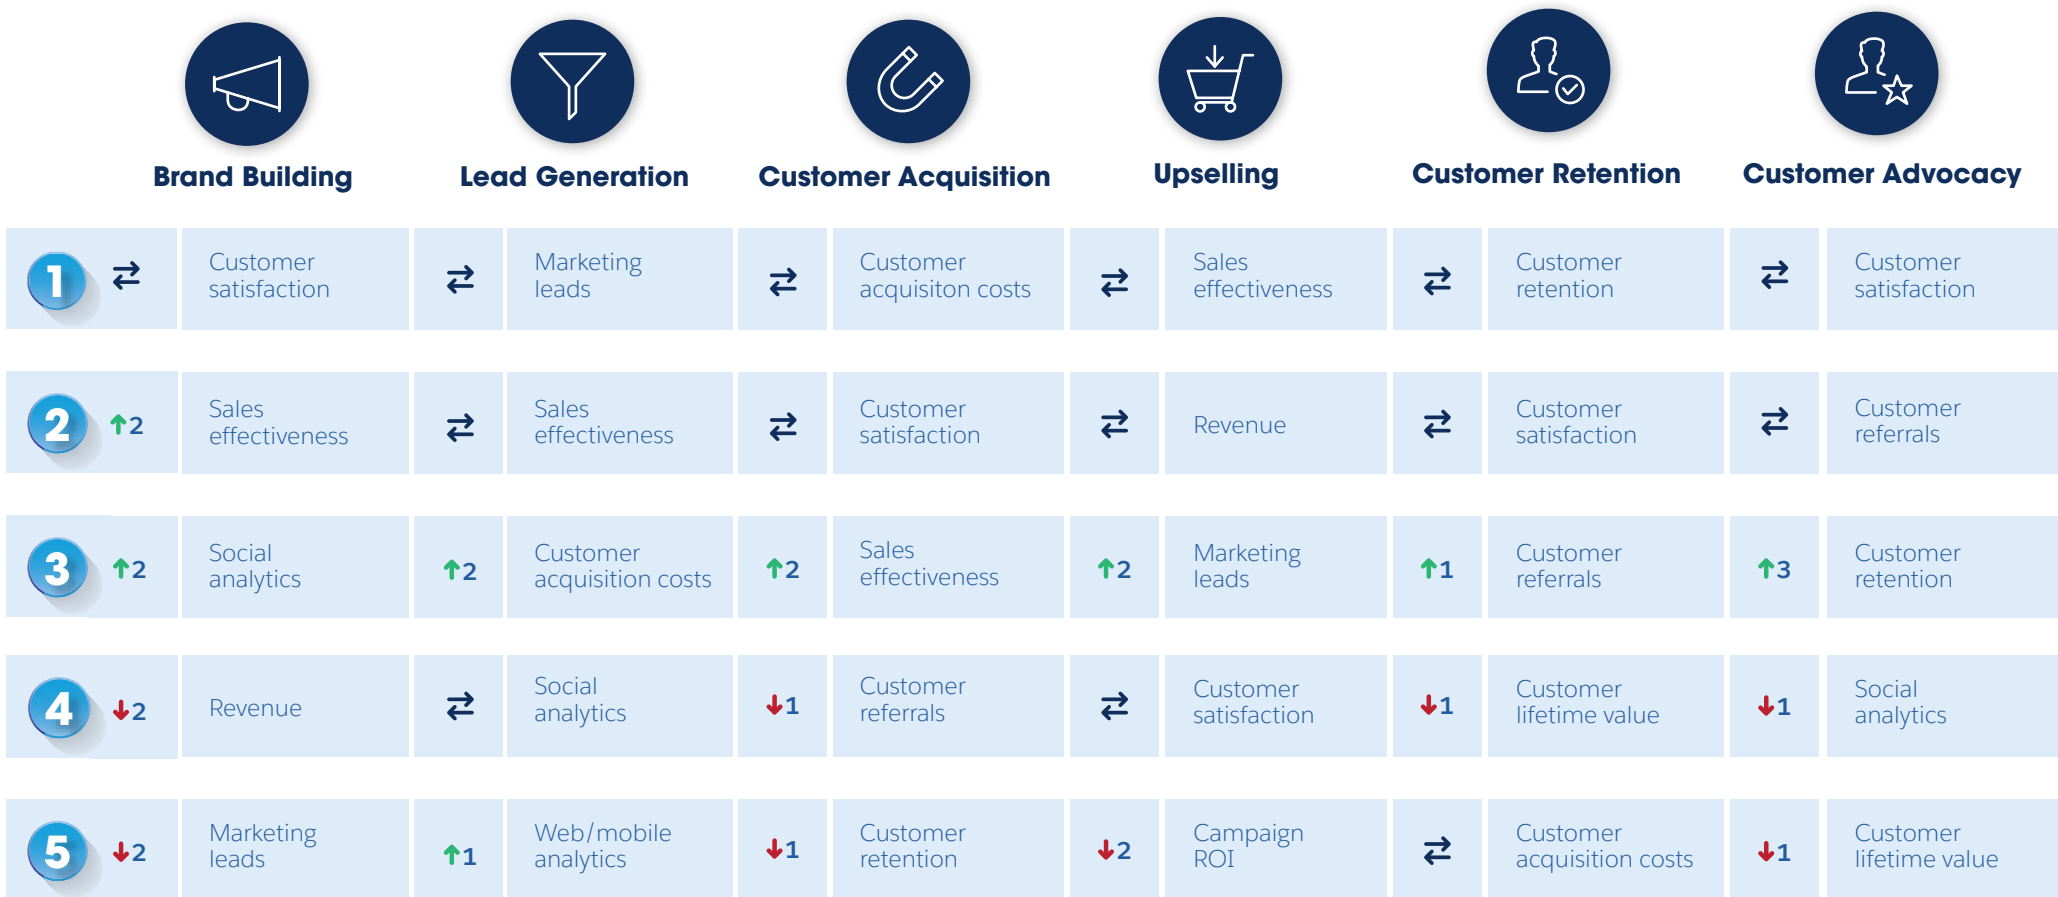 Brand Building
Lead Generation
Customer Acquisition
Upselling
Customer Retention
Customer Advocacy
1
Customer
satisfaction
Marketing
leads
Customer
acquisiton costs
Sales
effectiveness
Customer
retention
Customer
satisfaction
2
2
Sales
effectiveness
Sales
effectiveness
Customer
satisfaction
Revenue
Customer
satisfaction
Customer
referrals
3
2
Social
analytics
2
Customer
acquisition costs
2
Sales
effectiveness
2
Marketing
leads
1
Customer
referrals
3
Customer
retention
4
2
Revenue
Social
analytics
1
Customer
referrals
Customer
satisfaction
1
Customer
lifetime value
1
Social
analytics
5
2
Marketing
leads
1
Web/mobile
analytics
1
Customer
retention
2
Campaign
ROI
Customer
acquisition costs
1
Customer
lifetime value